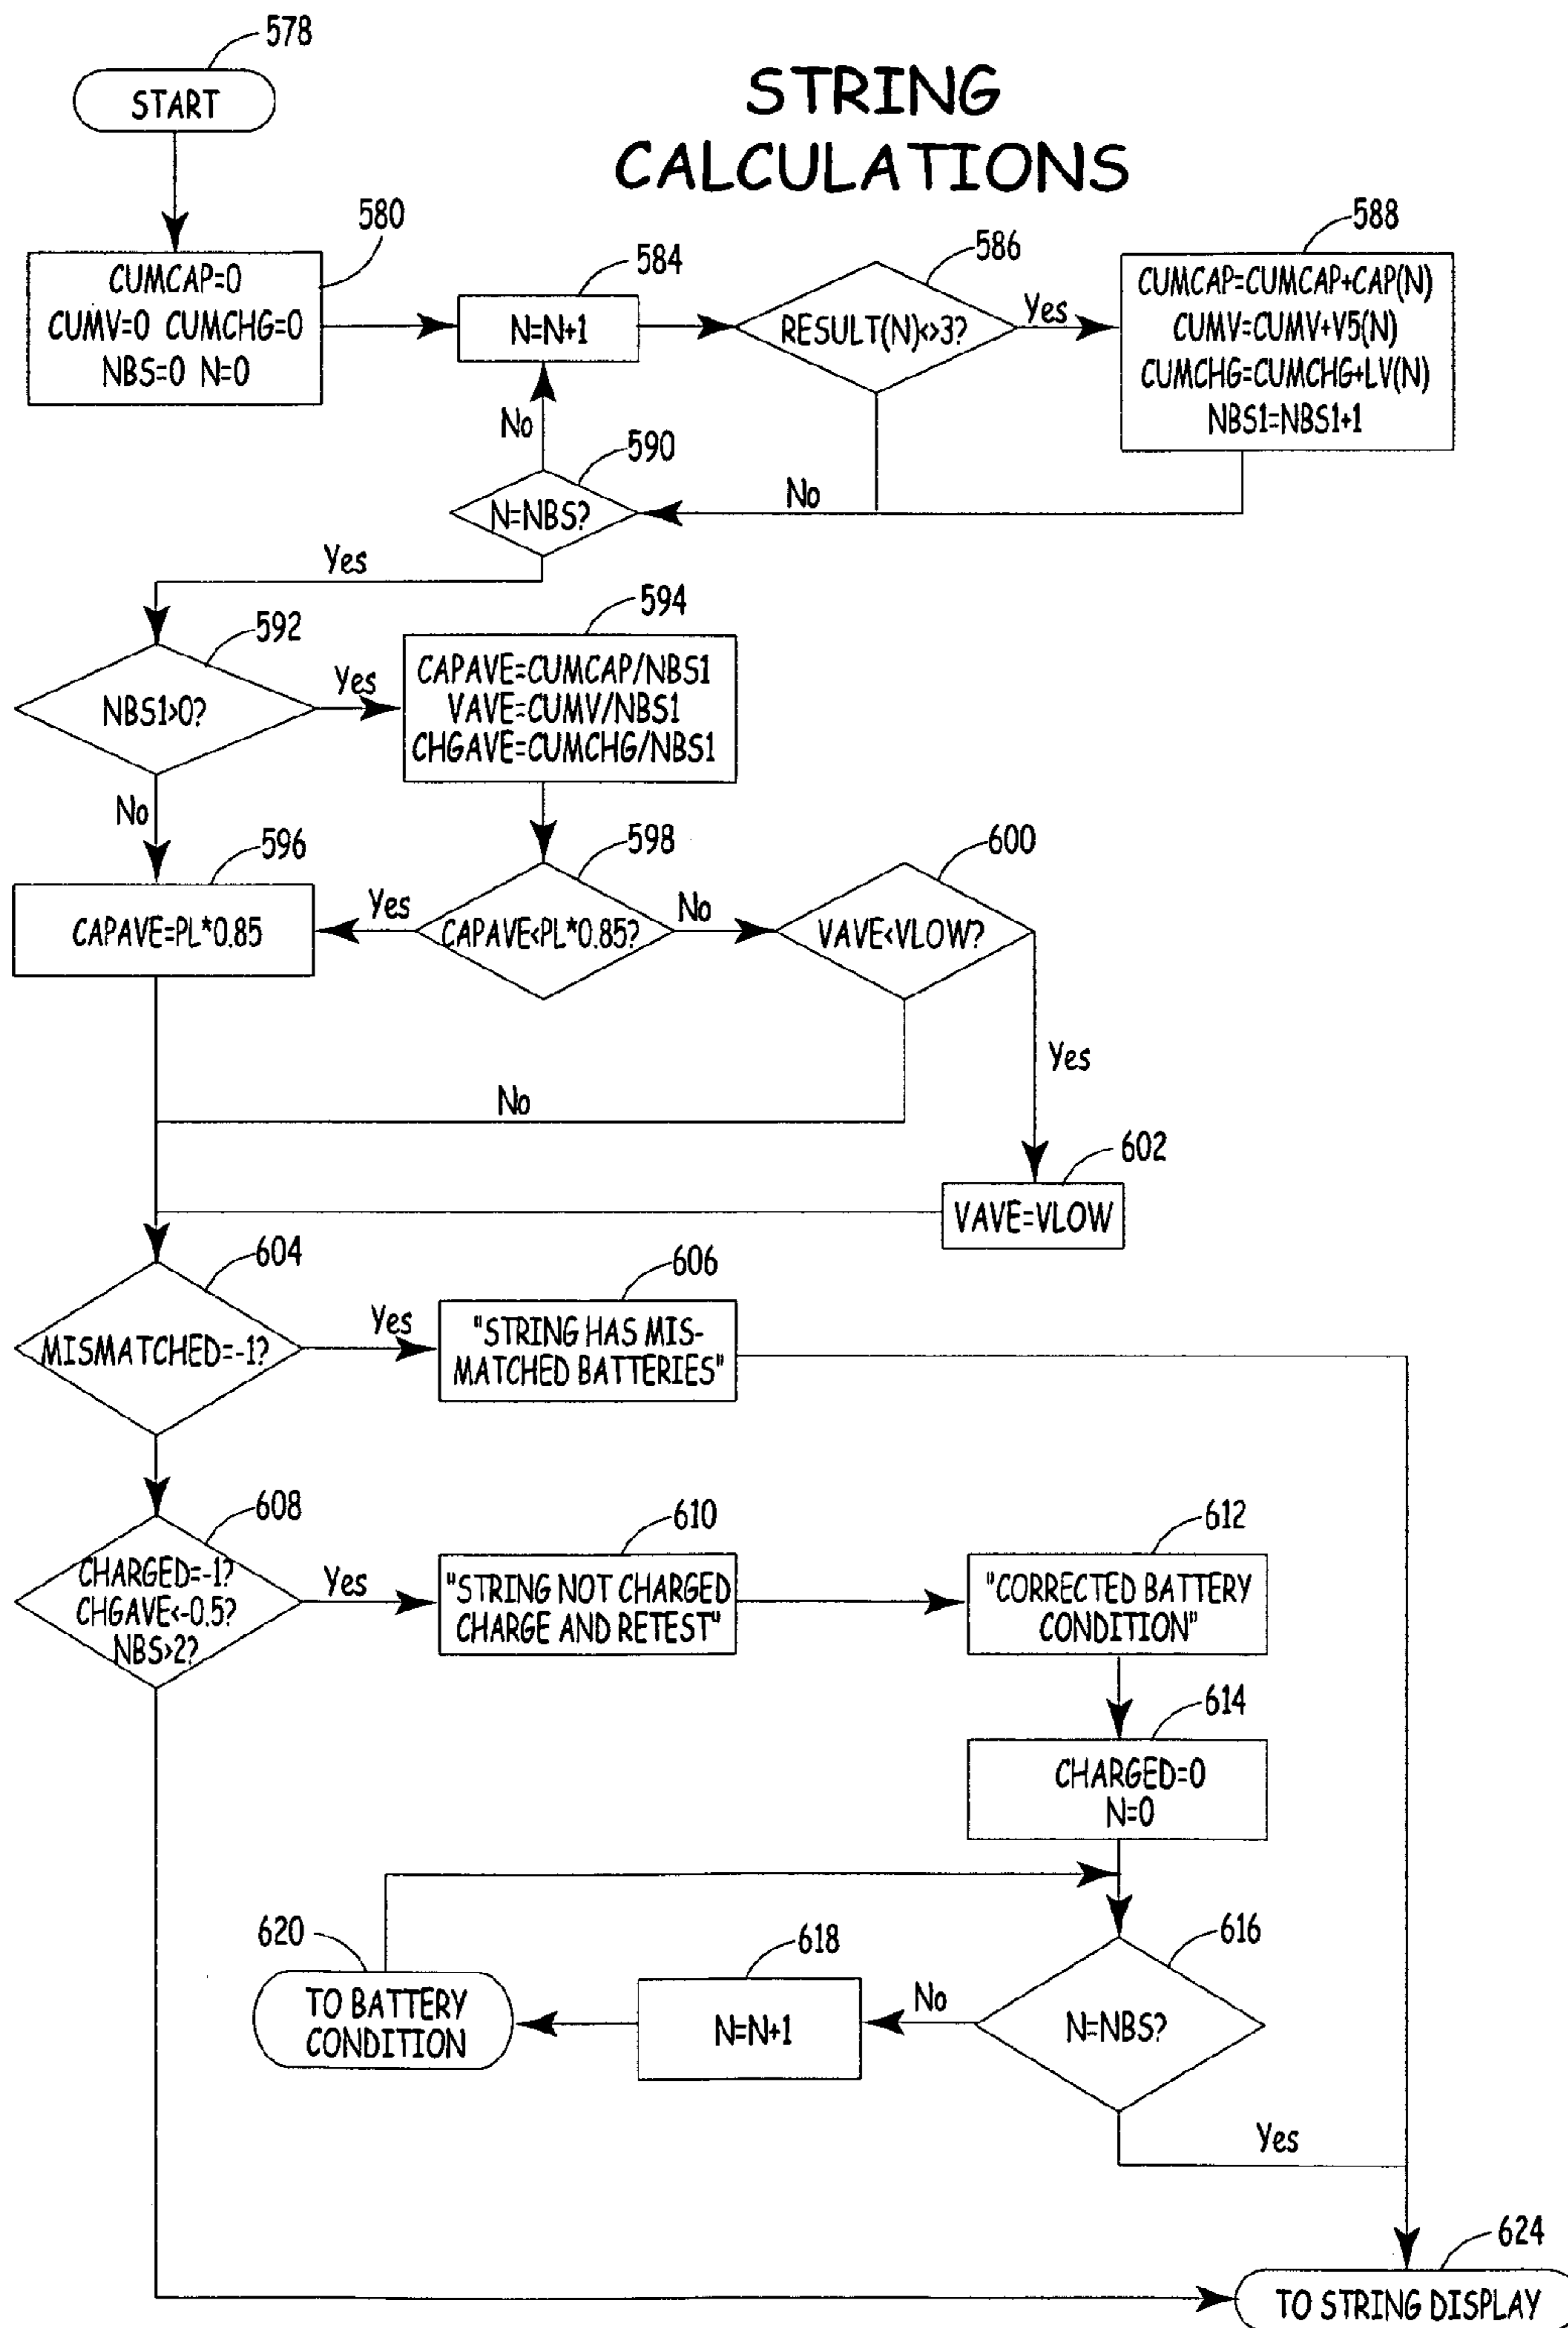 578
START
STRING
CALCULATIONS
580
CUMCAP=0
CUMV=0 CUMCHG=0
NBS=0 N=0
584
N=N+1
586
RESULT(N)<>3?
Yes
588
CUMCAP=CUMCAP+CAP(N)
CUMV=CUMV+V5(N)
CUMCHG=CUMCHG+LV(N)
NBS1=NBS1+1
No
590
N=NBS?
No
Yes
592
NBS1>0?
Yes
594
CAPAVE=CUMCAP/NBS1
VAVE=CUMV/NBS1
CHGAVE=CUMCHG/NBS1
No
596
CAPAVE=PL*0.85
Yes
598
CAPAVE<PL*0.85?
No
600
VAVE<VLOW?
Yes
No
602
VAVE=VLOW
604
MISMATCHED=-1?
Yes
606
"STRING HAS MIS-
MATCHED BATTERIES"
608
CHARGED=-1?
CHGAVE<-0.5?
NBS>2?
Yes
610
"STRING NOT CHARGED
CHARGE AND RETEST"
612
"CORRECTED BATTERY
CONDITION"
614
CHARGED=0
N=0
620
TO BATTERY
CONDITION
618
N=N+1
No
616
N=NBS?
Yes
624
TO STRING DISPLAY